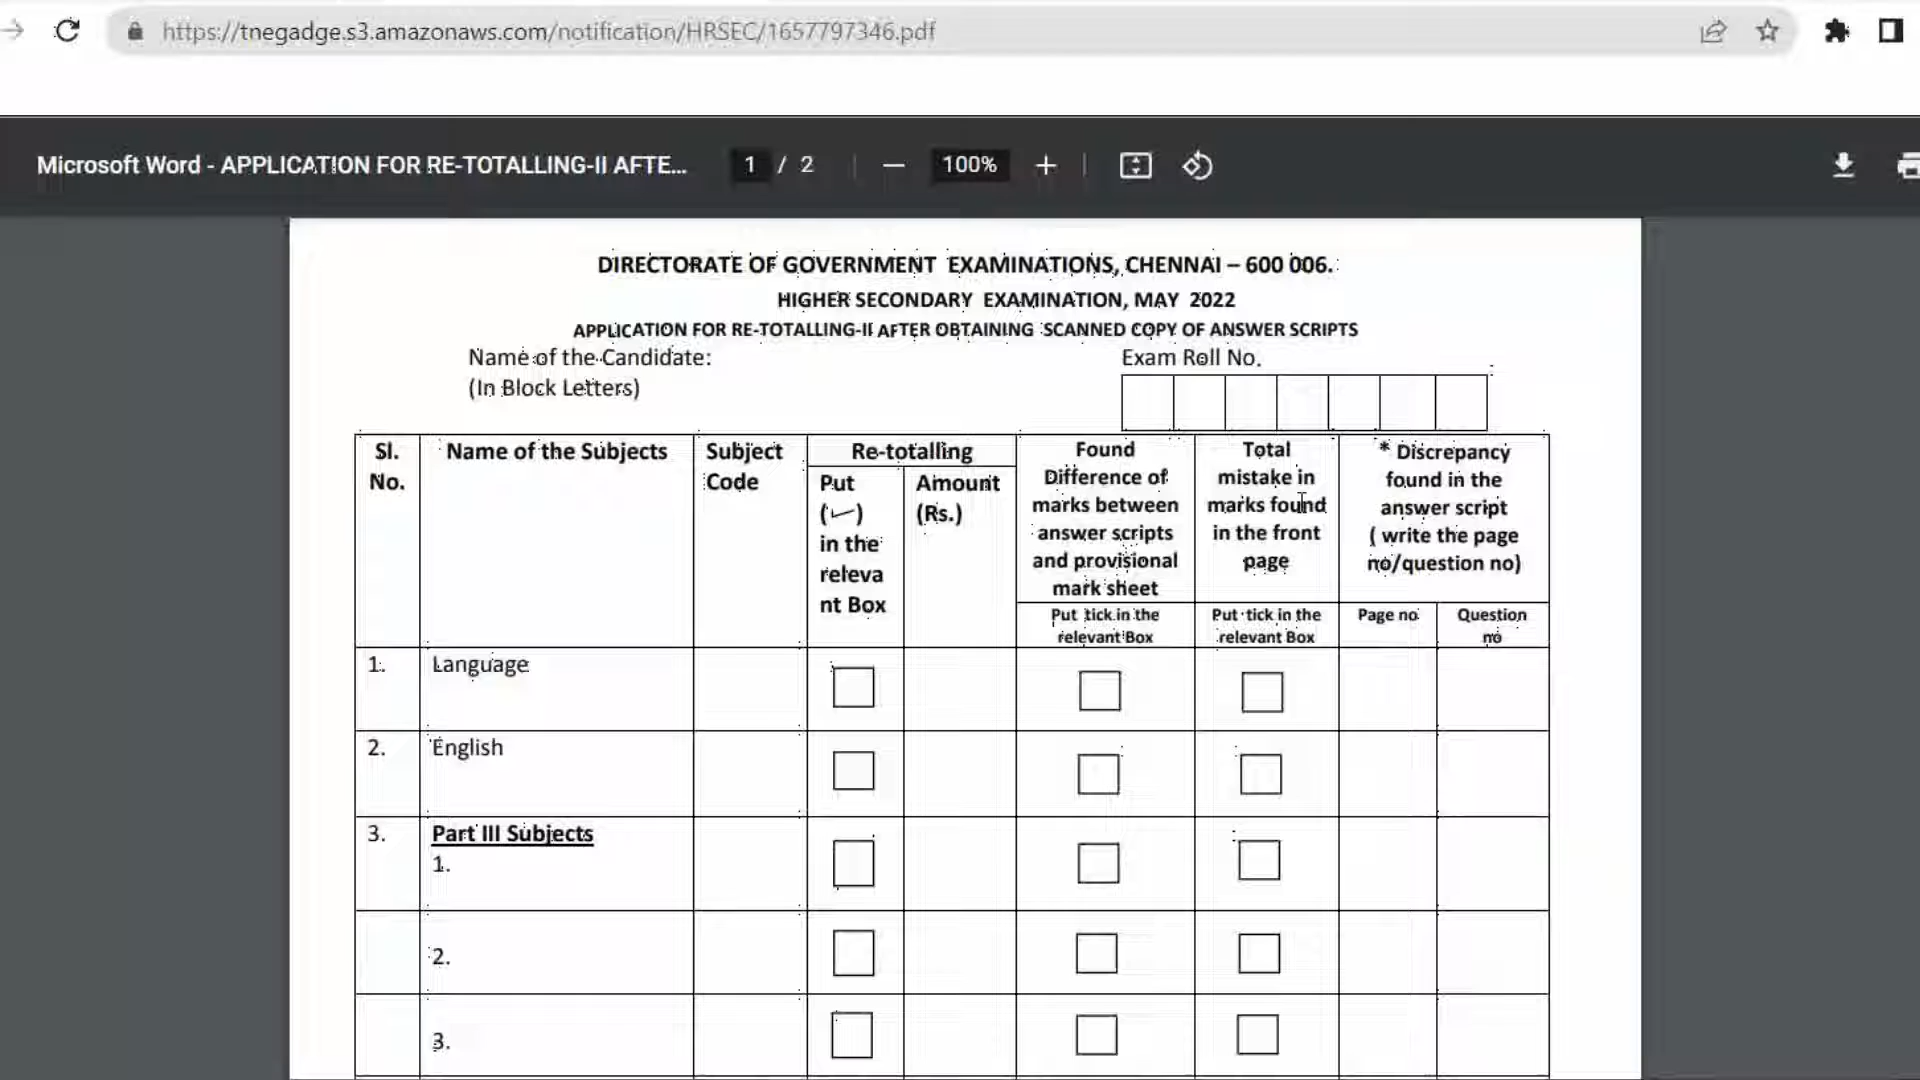 https://tnegadge.s3.amazonaws.com/notification/HRSEC/1657797346.pdf
Microsoft Word - APPLICATION FOR RE-TOTALLING-II AFTE... 1 / 2 100%
DIRECTORATE OF GOVERNMENT EXAMINATIONS, CHENNAI – 600 006.
HIGHER SECONDARY EXAMINATION, MAY 2022
APPLICATION FOR RE-TOTALLING-II AFTER OBTAINING SCANNED COPY OF ANSWER SCRIPTS
Name of the Candidate:
(In Block Letters)
Exam Roll No.
Sl.
No.
Name of the Subjects
Subject
Code
Re-totalling
Put
(✓)
in the
releva
nt Box
Amount
(Rs.)
Found
Difference of
marks between
answer scripts
and provisional
mark sheet
Put tick in the
relevant Box
Total
mistake in
marks found
in the front
page
Put tick in the
relevant Box
* Discrepancy
found in the
answer script
( write the page
no/question no)
Page no
Question
no
1. Language
2. English
3. Part III Subjects
1.
2.
3.